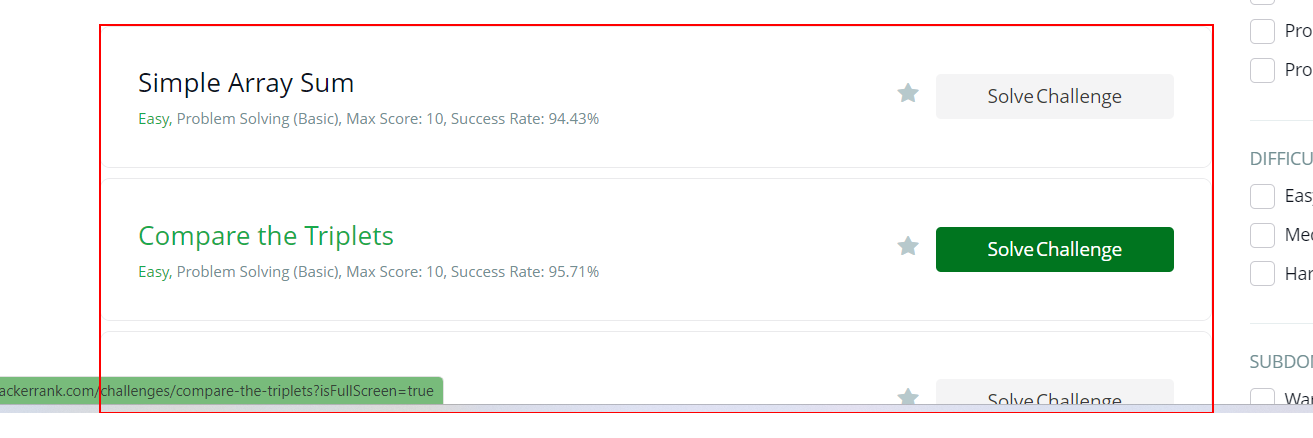 Pro
Pro
Simple Array Sum
Solve Challenge
Easy, Problem Solving (Basic), Max Score: 10, Success Rate: 94.43%
DIFFICU
Eas
Compare the Triplets
Solve Challenge
Easy, Problem Solving (Basic), Max Score: 10, Success Rate: 95.71%
Med
Har
SUBDO
ackerrank.com/challenges/compare-the-triplets?isFullScreen=true
Solve Challenge
War